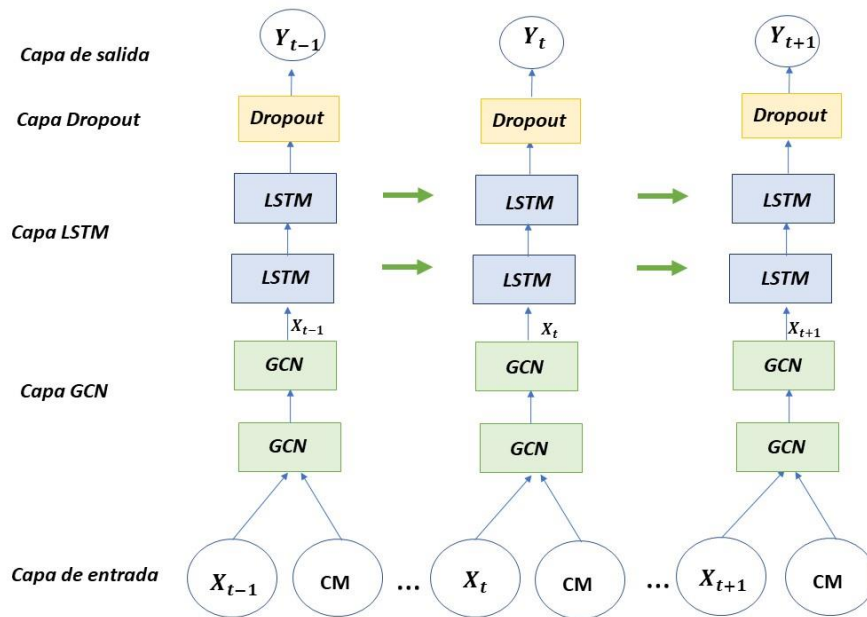 Capa de salida Y_{t-1} Y_t Y_{t+1}
Capa Dropout Dropout Dropout Dropout
LSTM LSTM LSTM
Capa LSTM
LSTM LSTM LSTM
X_{t-1} X_t X_{t+1}
GCN GCN GCN
Capa GCN
GCN GCN GCN
Capa de entrada X_{t-1} CM ... X_t CM ... X_{t+1} CM